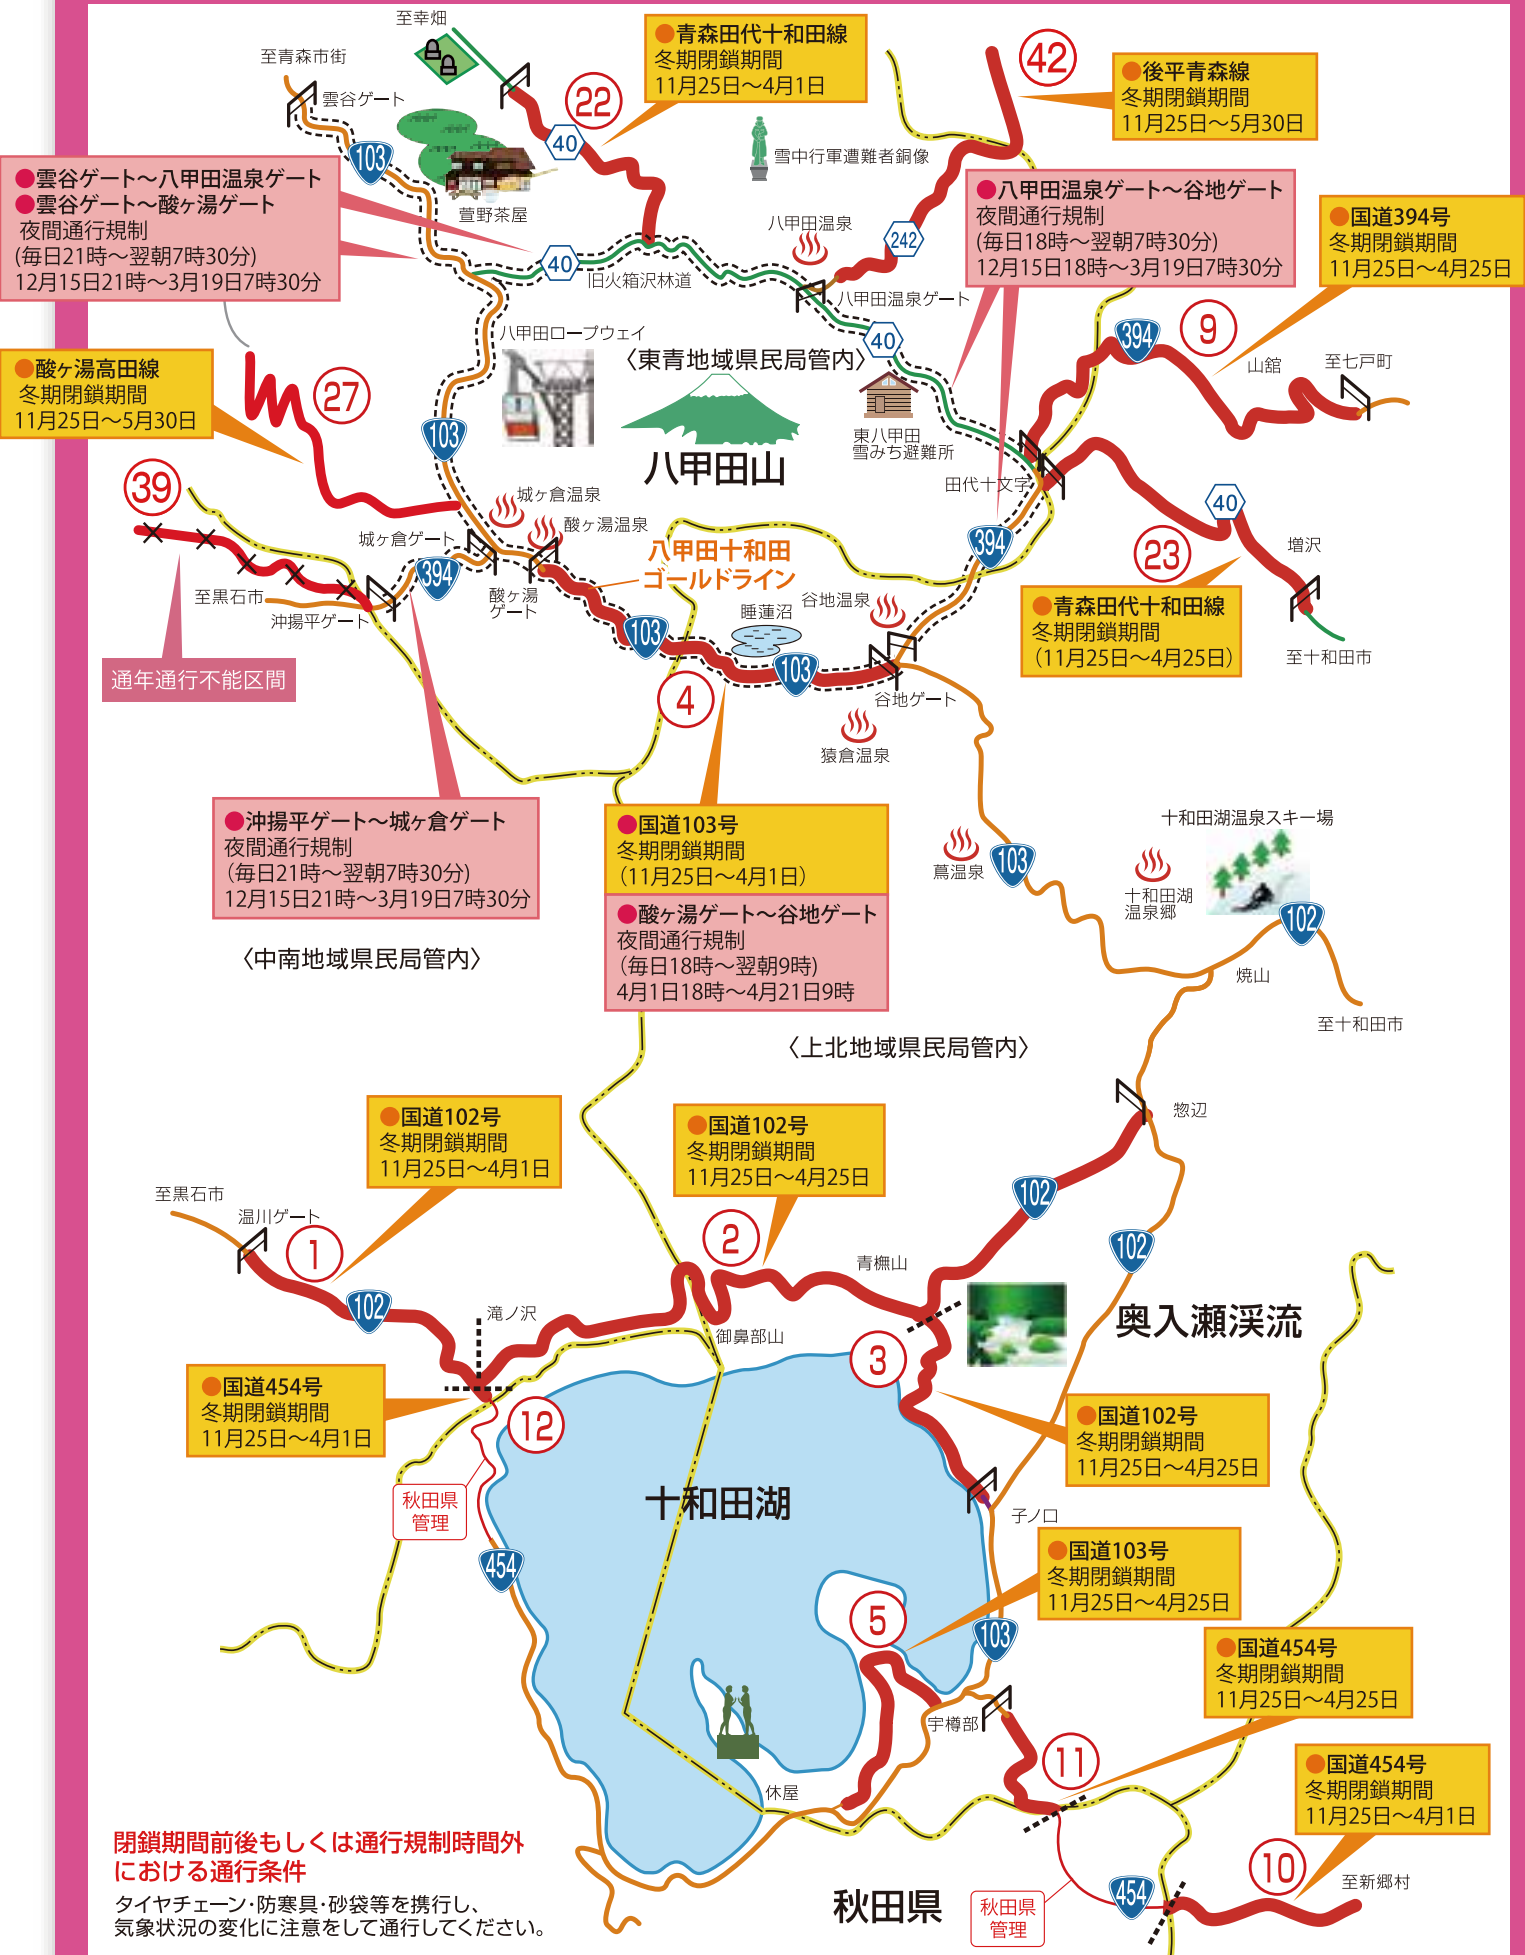 至幸畑
至青森市街
雲谷ゲート
●青森田代十和田線
冬期閉鎖期間
11月25日〜4月1日
22
40
42
●後平青森線
冬期閉鎖期間
11月25日〜5月30日
103
萱野茶屋
雪中行軍遭難者銅像
●雲谷ゲート〜八甲田温泉ゲート
●雲谷ゲート〜酸ヶ湯ゲート
夜間通行規制
(毎日21時〜翌朝7時30分)
12月15日21時〜3月19日7時30分
●八甲田温泉ゲート〜谷地ゲート
夜間通行規制
(毎日18時〜翌朝7時30分)
12月15日18時〜3月19日7時30分
●国道394号
冬期閉鎖期間
11月25日〜4月25日
八甲田温泉
242
40
旧火箱沢林道
八甲田温泉ゲート
八甲田ロープウェイ
〈東青地域県民局管内〉
40
394
9
山舘
至七戸町
●酸ヶ湯高田線
冬期閉鎖期間
11月25日〜5月30日
27
103
八甲田山
東八甲田
雪みち避難所
田代十文字
39
城ヶ倉温泉
酸ヶ湯温泉
城ヶ倉ゲート
394
八甲田十和田
ゴールドライン
394
40
23
増沢
至黒石市
沖揚平ゲート
酸ヶ湯
ゲート
103
睡蓮沼
谷地温泉
●青森田代十和田線
冬期閉鎖期間
(11月25日〜4月25日)
至十和田市
通年通行不能区間
4
103
谷地ゲート
猿倉温泉
●沖揚平ゲート〜城ヶ倉ゲート
夜間通行規制
(毎日21時〜翌朝7時30分)
12月15日21時〜3月19日7時30分
●国道103号
冬期閉鎖期間
(11月25日〜4月1日)
●酸ヶ湯ゲート〜谷地ゲート
夜間通行規制
(毎日18時〜翌朝9時)
4月1日18時〜4月21日9時
十和田湖温泉スキー場
蔦温泉
103
十和田湖
温泉郷
102
〈中南地域県民局管内〉
焼山
至十和田市
〈上北地域県民局管内〉
惣辺
●国道102号
冬期閉鎖期間
11月25日〜4月1日
●国道102号
冬期閉鎖期間
11月25日〜4月25日
至黒石市
温川ゲート
1
102
2
102
102
青橅山
滝ノ沢
御鼻部山
奥入瀬渓流
3
●国道454号
冬期閉鎖期間
11月25日〜4月1日
12
●国道102号
冬期閉鎖期間
11月25日〜4月25日
秋田県
管理
十和田湖
子ノ口
454
●国道103号
冬期閉鎖期間
11月25日〜4月25日
5
103
●国道454号
冬期閉鎖期間
11月25日〜4月25日
宇樽部
11
休屋
●国道454号
冬期閉鎖期間
11月25日〜4月1日
10
至新郷村
454
秋田県
管理
秋田県
閉鎖期間前後もしくは通行規制時間外
における通行条件
タイヤチェーン・防寒具・砂袋等を携行し、
気象状況の変化に注意をして通行してください。